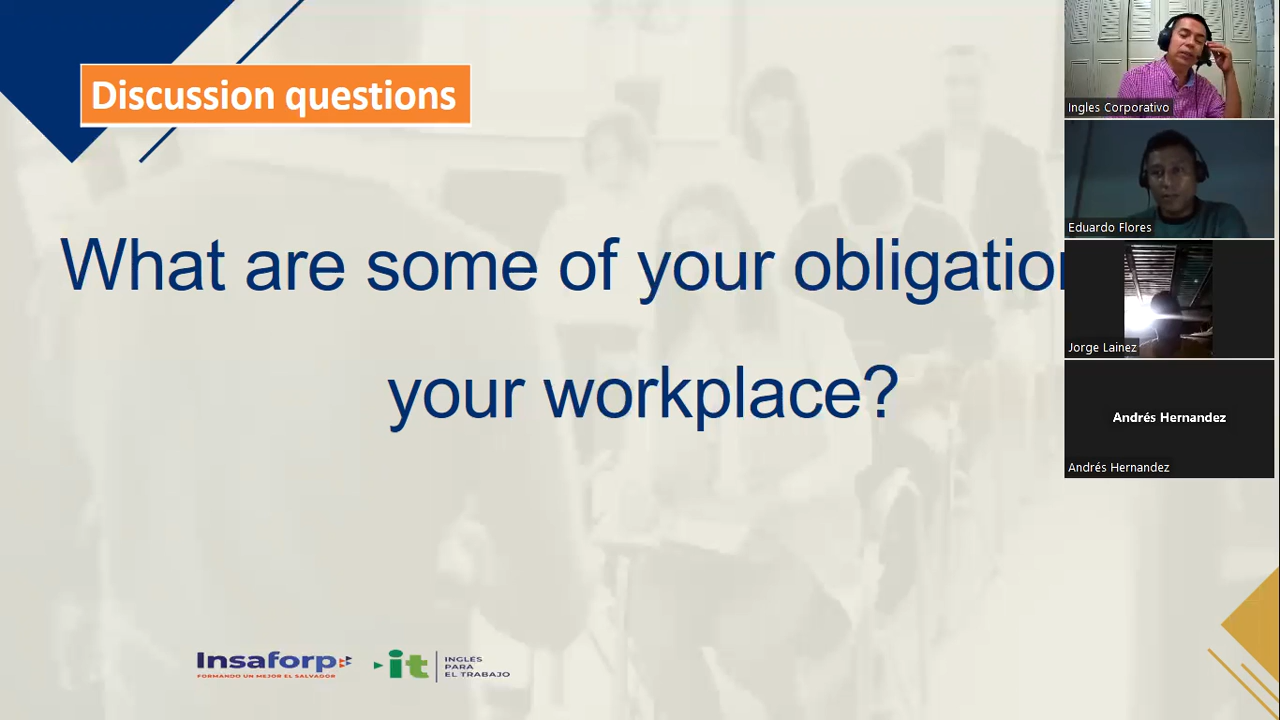 Discussion questions
What are some of your obligation
your workplace?
Insaforp
FORMANDO UN MEJOR EL SALVADOR
it
INGLÉS
PARA
EL TRABAJO
Ingles Corporativo
Eduardo Flores
Jorge Lainez
Andrés Hernandez
Andrés Hernandez